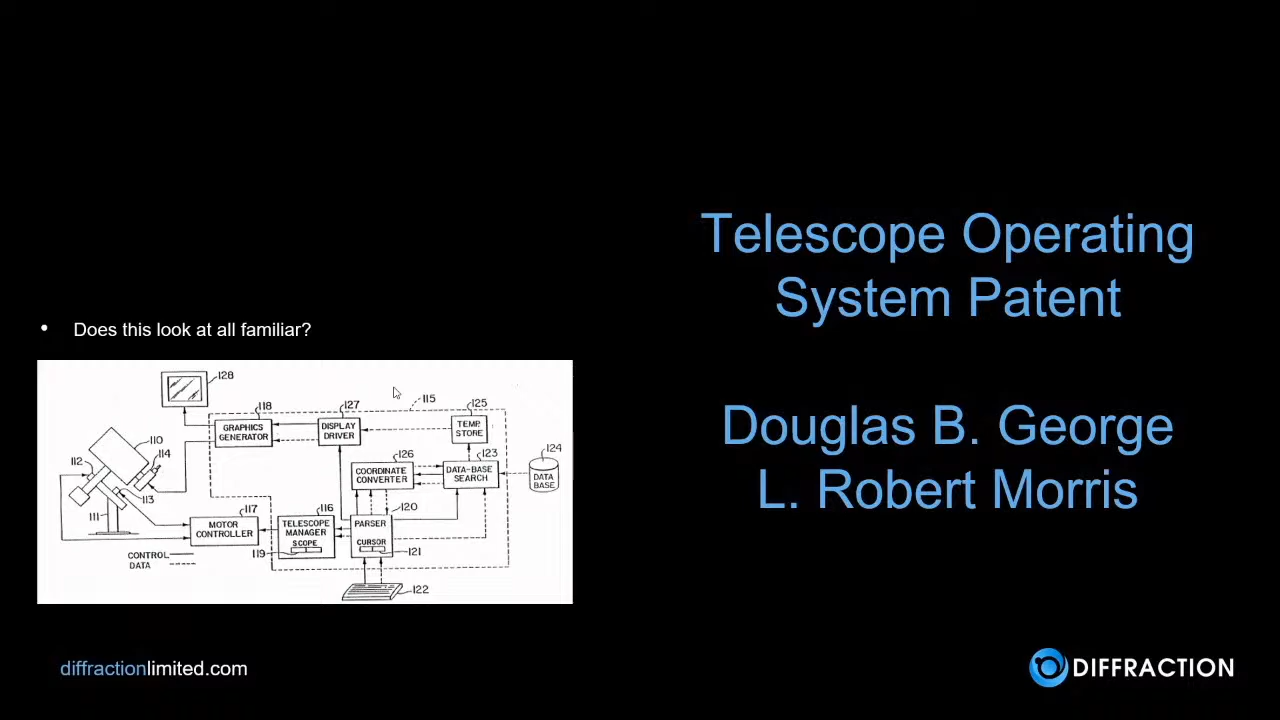 Telescope Operating
System Patent
Douglas B. George
L. Robert Morris
• Does this look at all familiar?
128
118
127
115
125
GRAPHICS
GENERATOR
DISPLAY
DRIVER
TEMP.
STORE
110
114
112
113
111
126
123
124
COORDINATE
CONVERTER
DATA-BASE
SEARCH
DATA
BASE
117
116
120
MOTOR
CONTROLLER
TELESCOPE
MANAGER
SCOPE
119
PARSER
CURSOR
121
CONTROL
DATA
122
diffractionlimited.com
DIFFRACTION